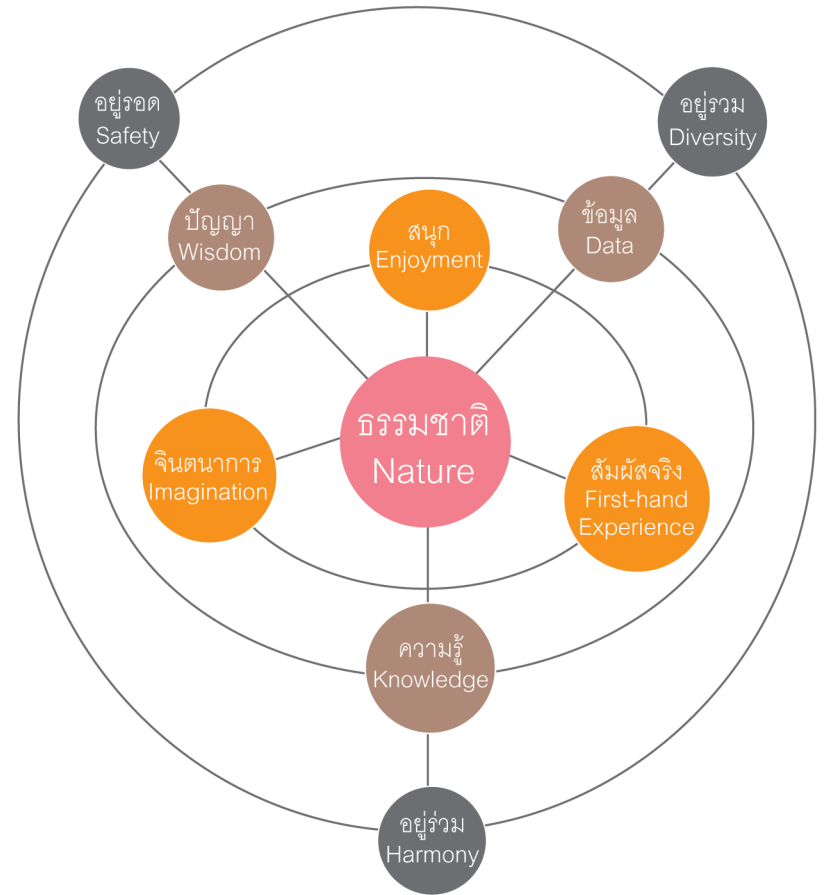 อยู่รอด
Safety
อยู่รวม
Diversity
ปัญญา
Wisdom
สนุก
Enjoyment
ข้อมูล
Data
ธรรมชาติ
Nature
จินตนาการ
Imagination
สัมผัสจริง
First-hand
Experience
ความรู้
Knowledge
อยู่ร่วม
Harmony